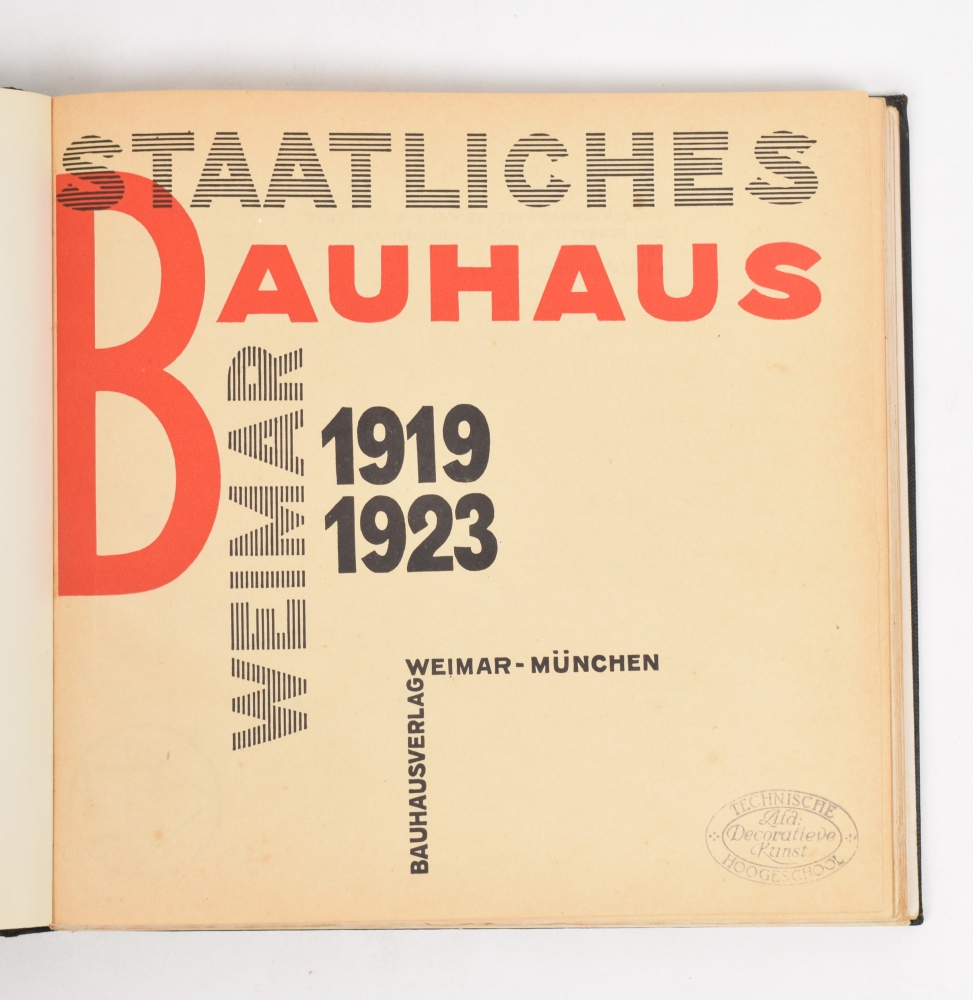 STAATLICHES
BAUHAUS
WEIMAR
1919
1923
WEIMAR-MÜNCHEN
BAUHAUSVERLAG
TECHNISCHE
Afd:
Decoratieve
Kunst
HOOGESCHOOL